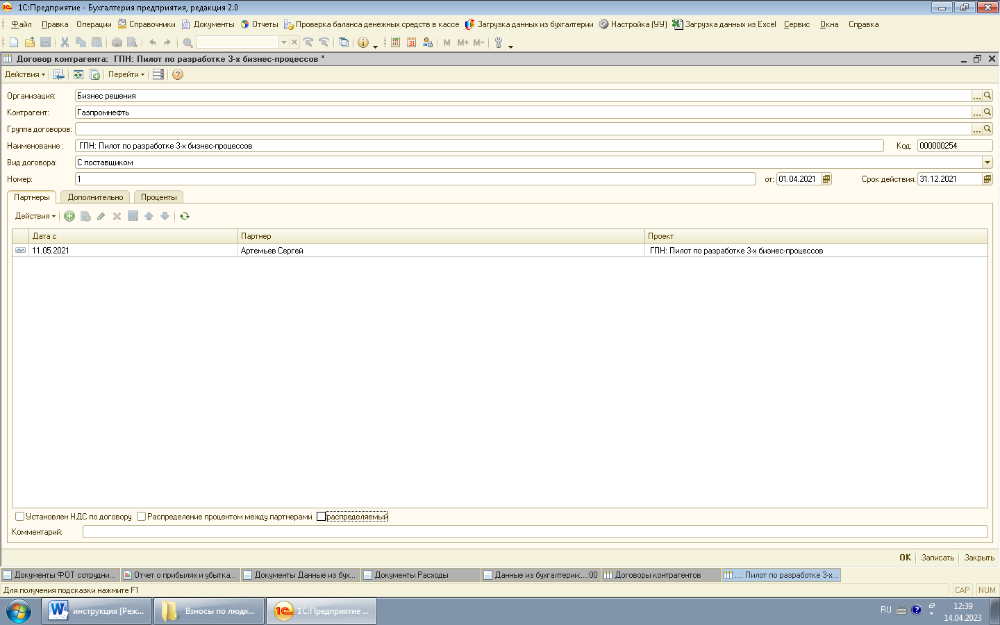 1С:Предприятие - Бухгалтерия предприятия, редакция 2.0
Файл Правка Операции Справочники Документы Отчеты Проверка баланса денежных средств в кассе Загрузка данных из бухгалтерии Настройка (УУ) Загрузка данных из Excel Сервис Окна Справка
M M+ M-
Договор контрагента: ГПН: Пилот по разработке 3-х бизнес-процессов *
Действия Перейти
Организация: Бизнес решения
Контрагент: Газпромнефть
Группа договоров:
Наименование : ГПН: Пилот по разработке 3-х бизнес-процессов Код: 000000254
Вид договора: С поставщиком
Номер: 1 от: 01.04.2021 Срок действия: 31.12.2021
Партнеры Дополнительно Проценты
Действия
Дата с Партнер Проект
11.05.2021 Артемьев Сергей ГПН: Пилот по разработке 3-х бизнес-процессов
Установлен НДС по договору Распределение процентом между партнерами распределяемый
Комментарий:
OK Записать Закрыть
Документы ФОТ сотрудни... Отчет о прибылях и убытка... Документы Данные из бух... Документы Расходы Данные из бухгалтерии:...:00 Договоры контрагентов ...: Пилот по разработке 3-х...
Для получения подсказки нажмите F1 CAP NUM
инструкция [Реж... Взносы по людя... 1С:Предприятие ... RU 12:39
14.04.2023